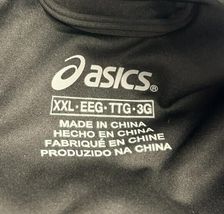 asics®
XXL·EEG·TTG·3G
MADE IN CHINA
HECHO EN CHINA
FABRIQUÉ EN CHINE
PRODUZIDO NA CHINA